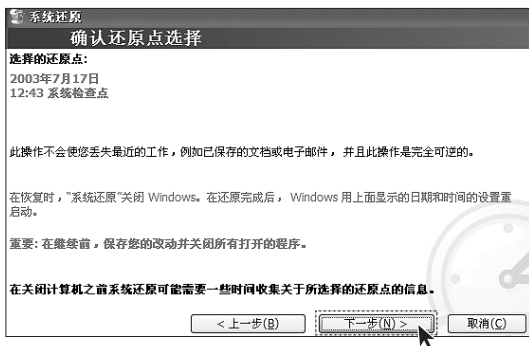 系统还原
确认还原点选择
选择的还原点:
2003年7月17日
12:43 系统检查点
此操作不会使您丢失最近的工作，例如已保存的文档或电子邮件， 并且此操作是完全可逆的。
在恢复时，“系统还原”关闭 Windows。在还原完成后， Windows 用上面显示的日期和时间的设置重
启动。
重要: 在继续前，保存您的改动并关闭所有打开的程序。
在关闭计算机之前系统还原可能需要一些时间收集关于所选择的还原点的信息。
< 上一步(B) 下一步(N) > 取消(C)